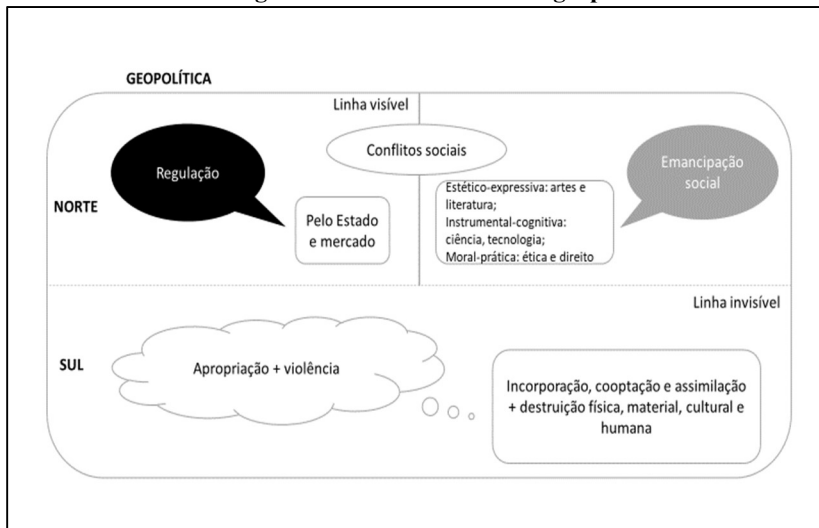 GEOPOLÍTICA
Linha visível
Conflitos sociais
Regulação
Emancipação
social
NORTE
Pelo Estado
e mercado
Estético-expressiva: artes e
literatura;
Instrumental-cognitiva:
ciência, tecnologia;
Moral-prática: ética e direito
Linha invisível
SUL
Apropriação + violência
Incorporação, cooptação e assimilação
+ destruição física, material, cultural e
humana